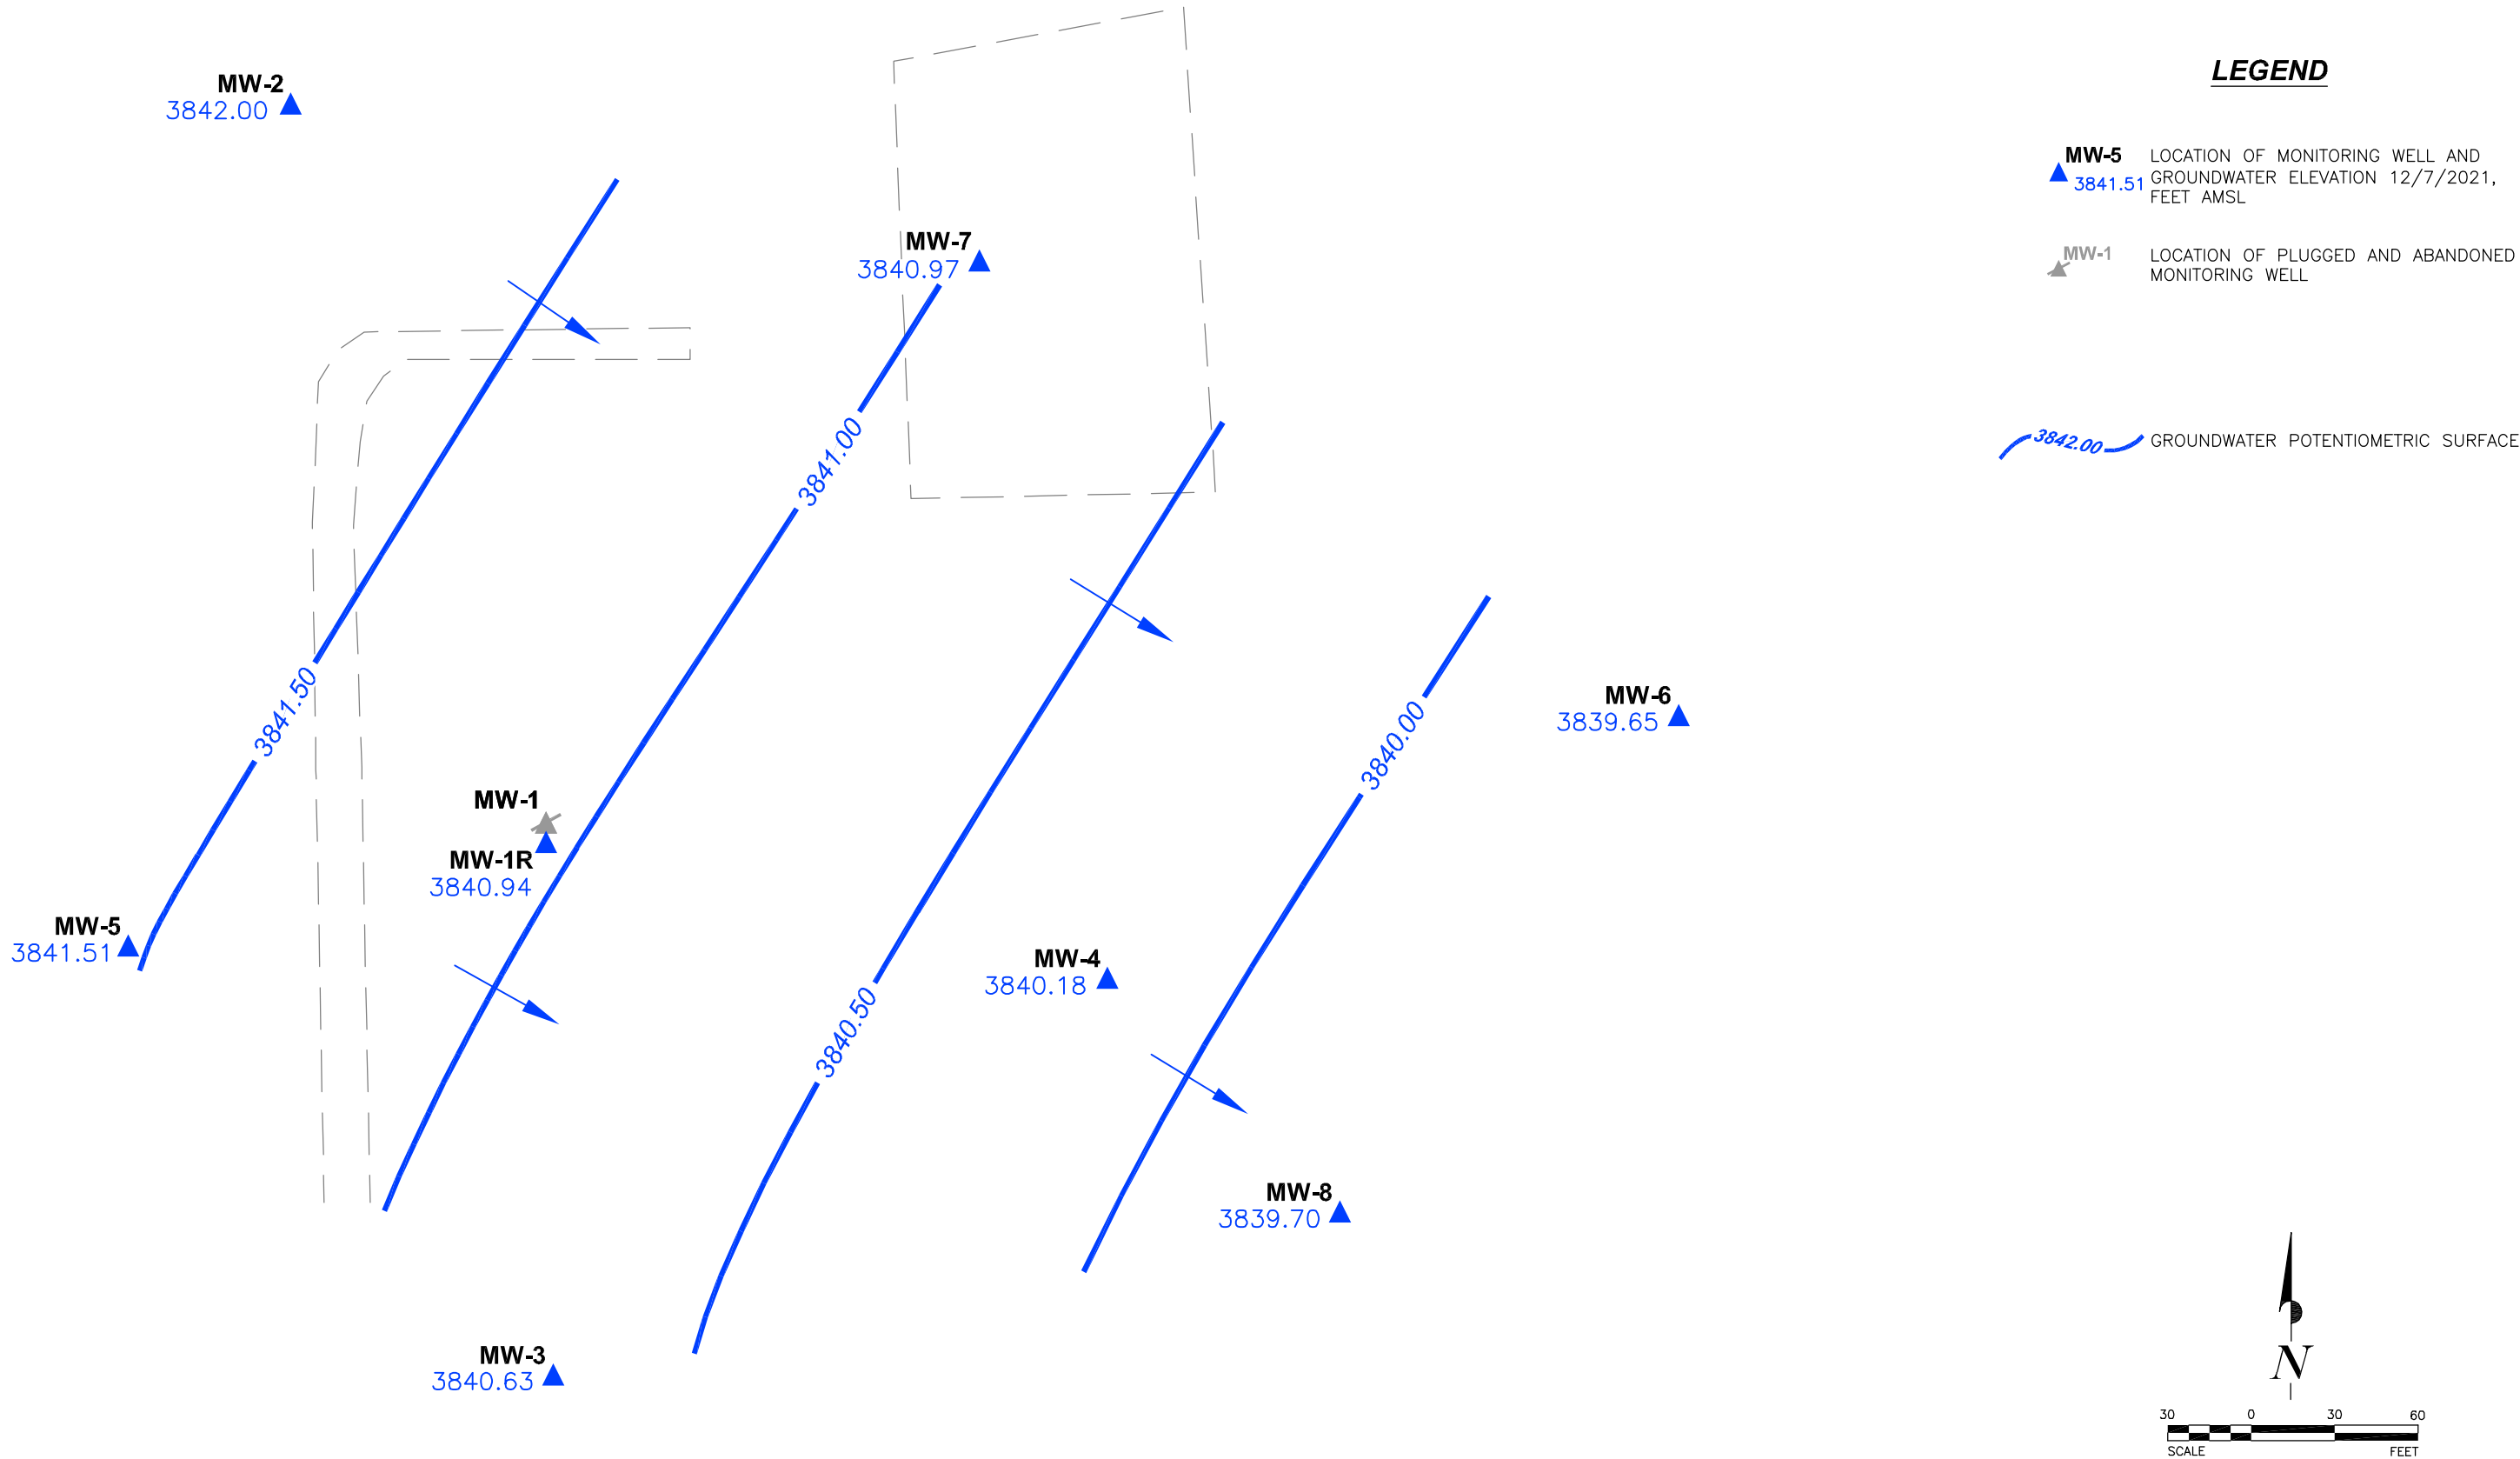 LEGEND
MW-2
3842.00
MW-5
3841.51
LOCATION OF MONITORING WELL AND
GROUNDWATER ELEVATION 12/7/2021,
FEET AMSL
MW-7
3840.97
MW-1
LOCATION OF PLUGGED AND ABANDONED
MONITORING WELL
3841.00
3842.00
GROUNDWATER POTENTIOMETRIC SURFACE
3841.50
MW-6
3839.65
3840.00
MW-1
MW-1R
3840.94
MW-5
3841.51
MW-4
3840.18
3840.50
MW-8
3839.70
MW-3
3840.63
N
30 0 30 60
SCALE FEET